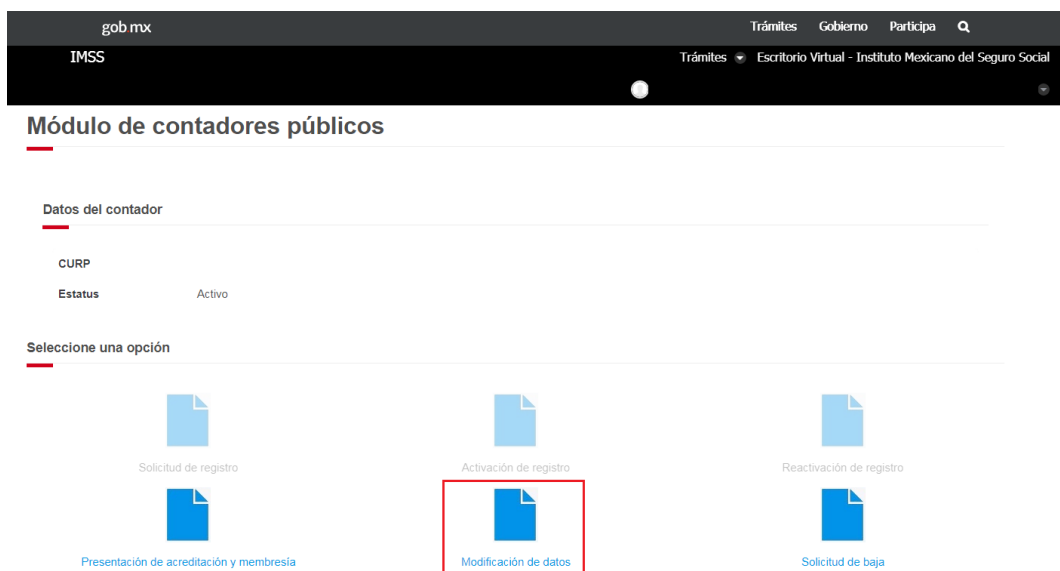 gob.mx
Trámites Gobierno Participa
IMSS
Trámites Escritorio Virtual - Instituto Mexicano del Seguro Social
Módulo de contadores públicos
Datos del contador
CURP
Estatus Activo
Seleccione una opción
Solicitud de registro Activación de registro Reactivación de registro
Presentación de acreditación y membresía Modificación de datos Solicitud de baja